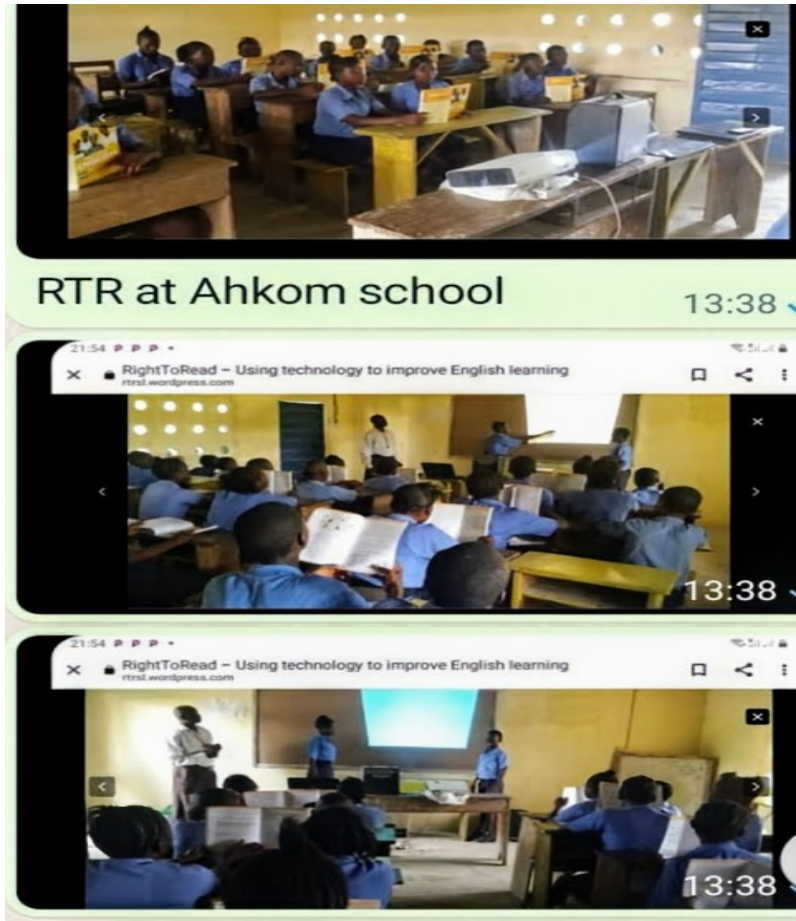 RTR at Ahkom school
13:38
21:54
RightToRead – Using technology to improve English learning
rtrsl.wordpress.com
13:38
21:54
RightToRead – Using technology to improve English learning
rtrsl.wordpress.com
13:38